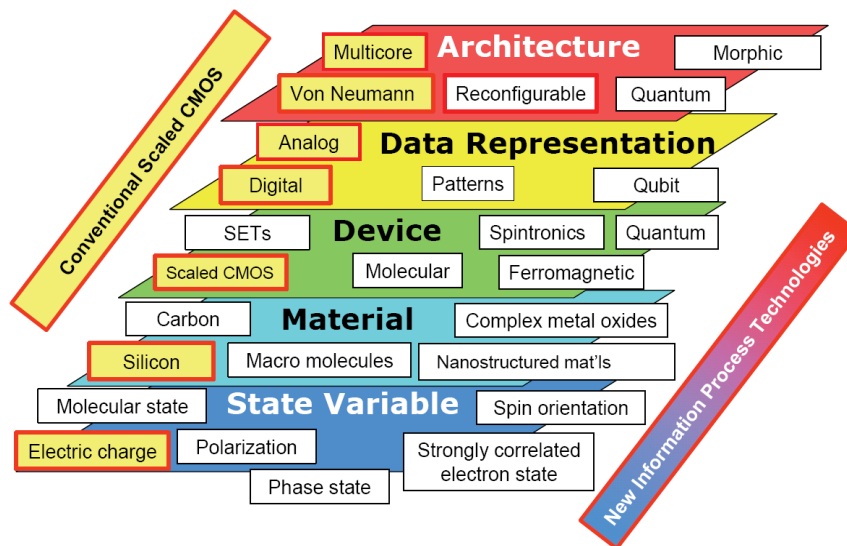 Conventional Scaled CMOS
Architecture
Multicore
Morphic
Von Neumann
Reconfigurable
Quantum
Analog
Data Representation
Digital
Patterns
Qubit
SETs
Device
Spintronics
Quantum
Scaled CMOS
Molecular
Ferromagnetic
Carbon
Material
Complex metal oxides
Silicon
Macro molecules
Nanostructured mat'ls
Molecular state
State Variable
Spin orientation
Electric charge
Polarization
Strongly correlated
electron state
Phase state
New Information Process Technologies